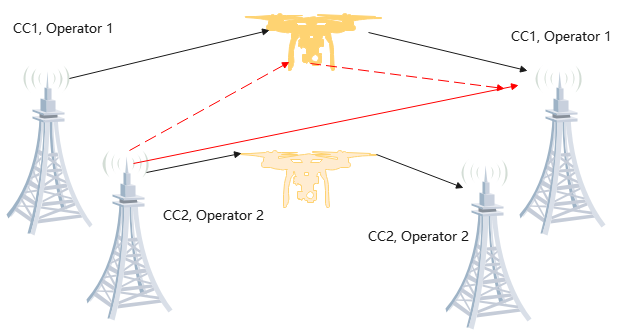 CC1, Operator 1
CC1, Operator 1
CC2, Operator 2
CC2, Operator 2